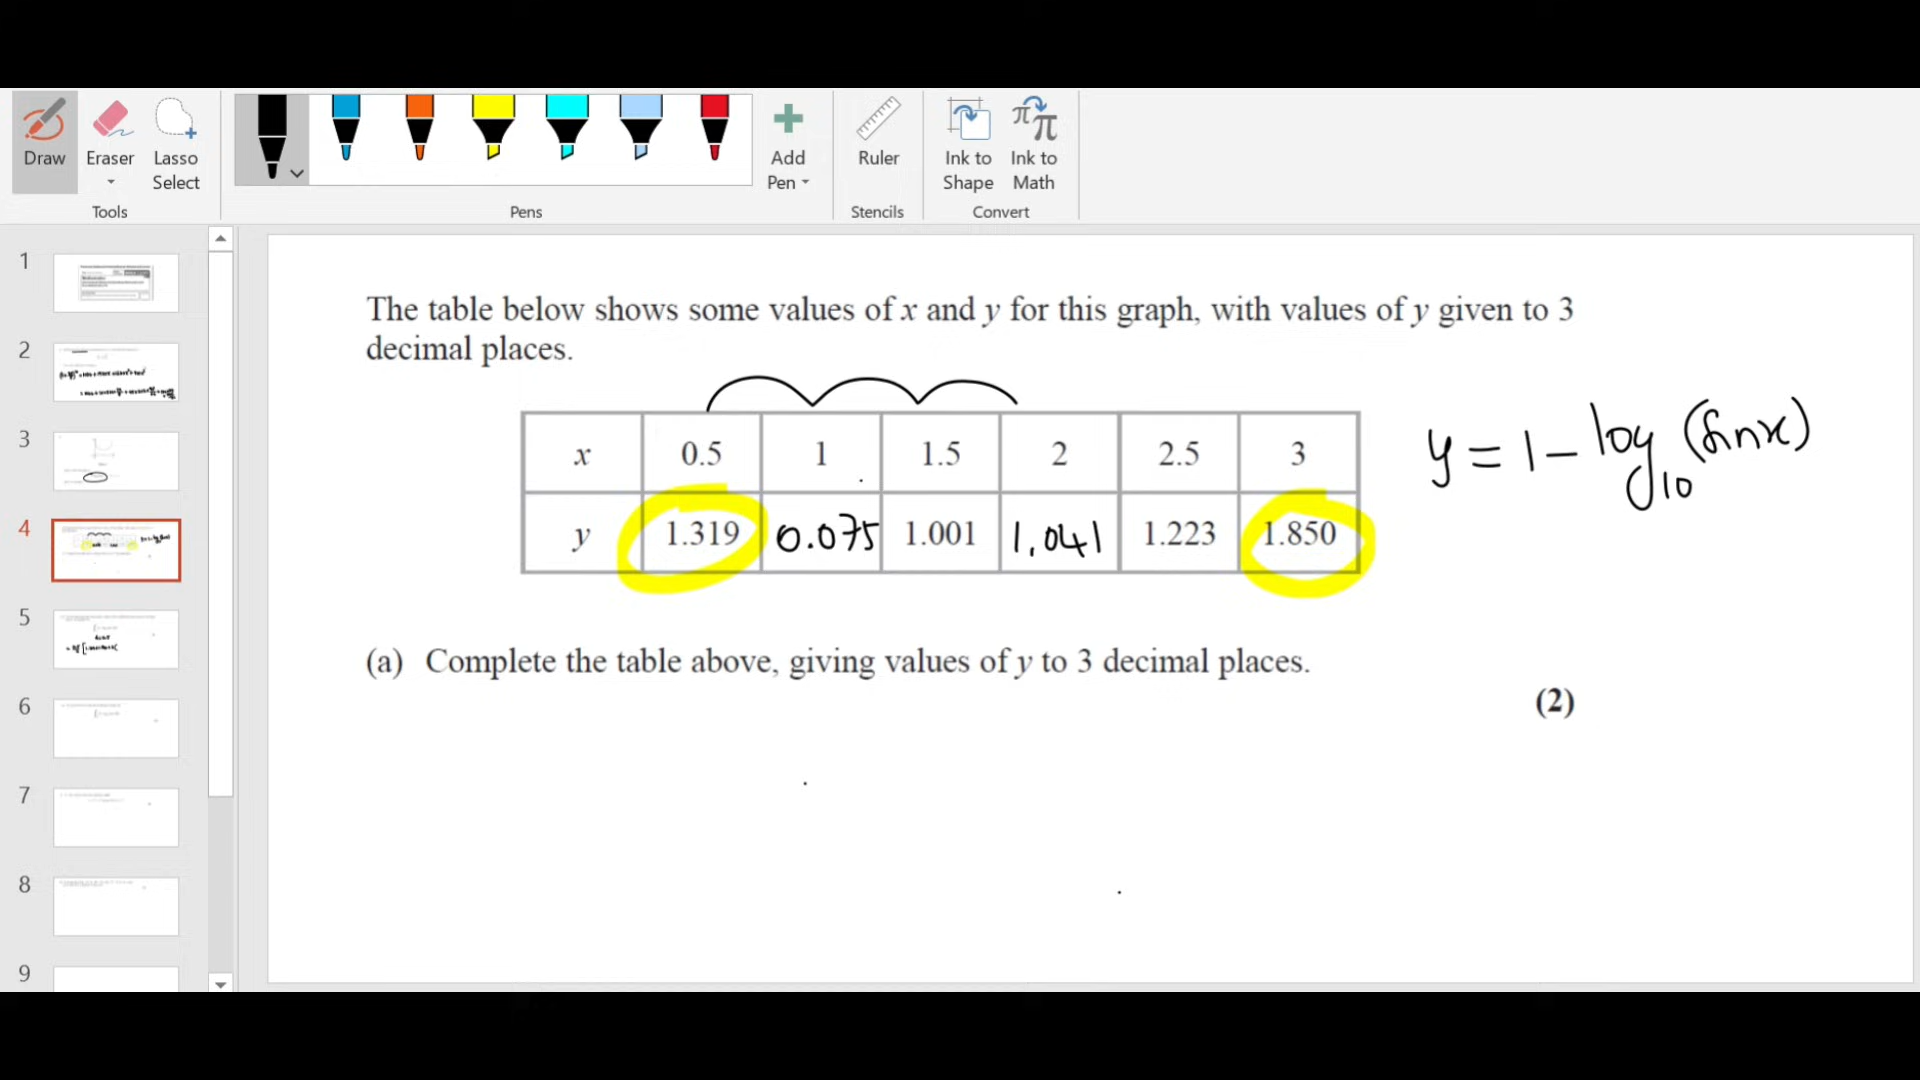 Draw
Eraser
Lasso
Select
Tools
Pens
Add
Pen
Ruler
Stencils
Ink to
Shape
Ink to
Math
Convert
1
2
3
4
5
6
7
8
9
The table below shows some values of x and y for this graph, with values of y given to 3
decimal places.
x 0.5 1 1.5 2 2.5 3
y 1.319 0.075 1.001 1.041 1.223 1.850
y = 1 - log10 (sinx)
(a) Complete the table above, giving values of y to 3 decimal places.
(2)